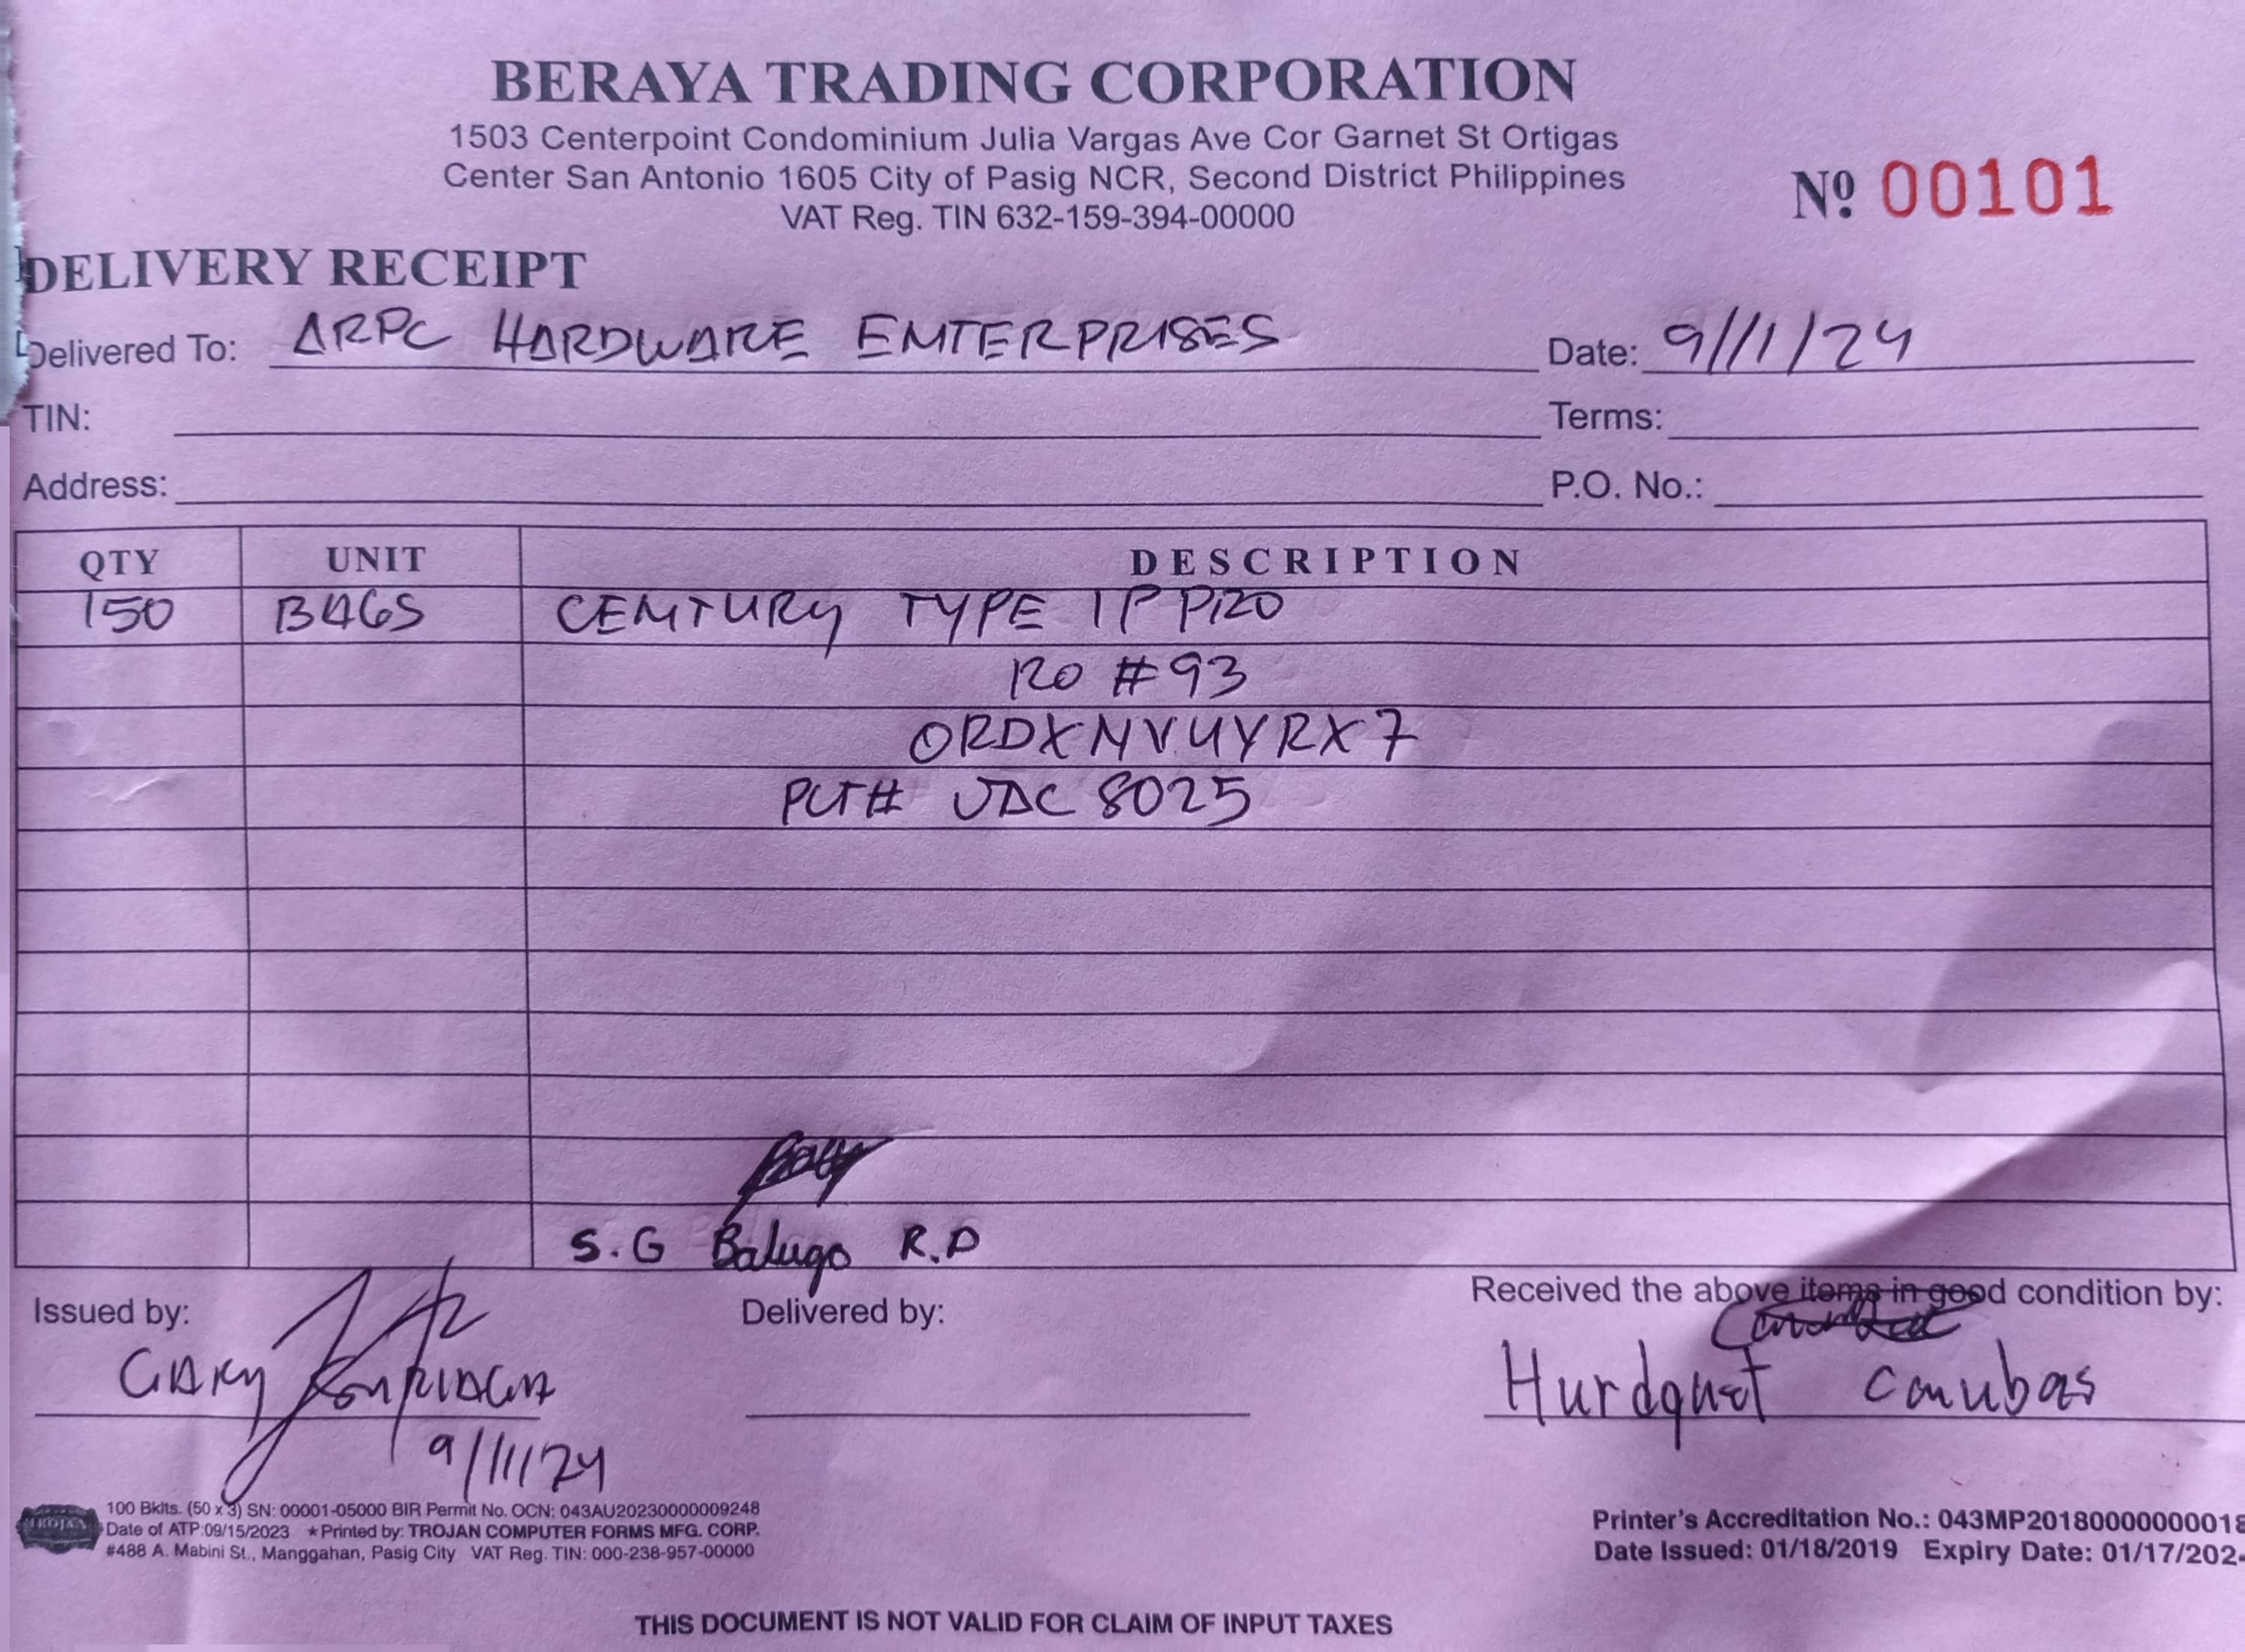 BERAYA TRADING CORPORATION
1503 Centerpoint Condominium Julia Vargas Ave Cor Garnet St Ortigas
Center San Antonio 1605 City of Pasig NCR, Second District Philippines
VAT Reg. TIN 632-159-394-00000
Nº 00101
DELIVERY RECEIPT
Delivered To: ARPC HARDWARE ENTERPRISES Date: 9/11/24
TIN: Terms:
Address: P.O. No.:
QTY UNIT DESCRIPTION
150 BAGS CENTURY TYPE 1P PRO
RO #93
ORDXNVUYRX7
PLT# UDC 8025
S.G Balugo R.D
Issued by: Delivered by: Received the above items in good condition by:
GARY Hurdquet canubas
9/11/24
100 Bklts. (50 x 3) SN: 00001-05000 BIR Permit No. OCN: 043AU20230000009248
Date of ATP:09/15/2023 ★Printed by: TROJAN COMPUTER FORMS MFG. CORP.
#488 A. Mabini St., Manggahan, Pasig City VAT Reg. TIN: 000-238-957-00000
TROJAN
Printer's Accreditation No.: 043MP20180000000018
Date Issued: 01/18/2019 Expiry Date: 01/17/202
THIS DOCUMENT IS NOT VALID FOR CLAIM OF INPUT TAXES